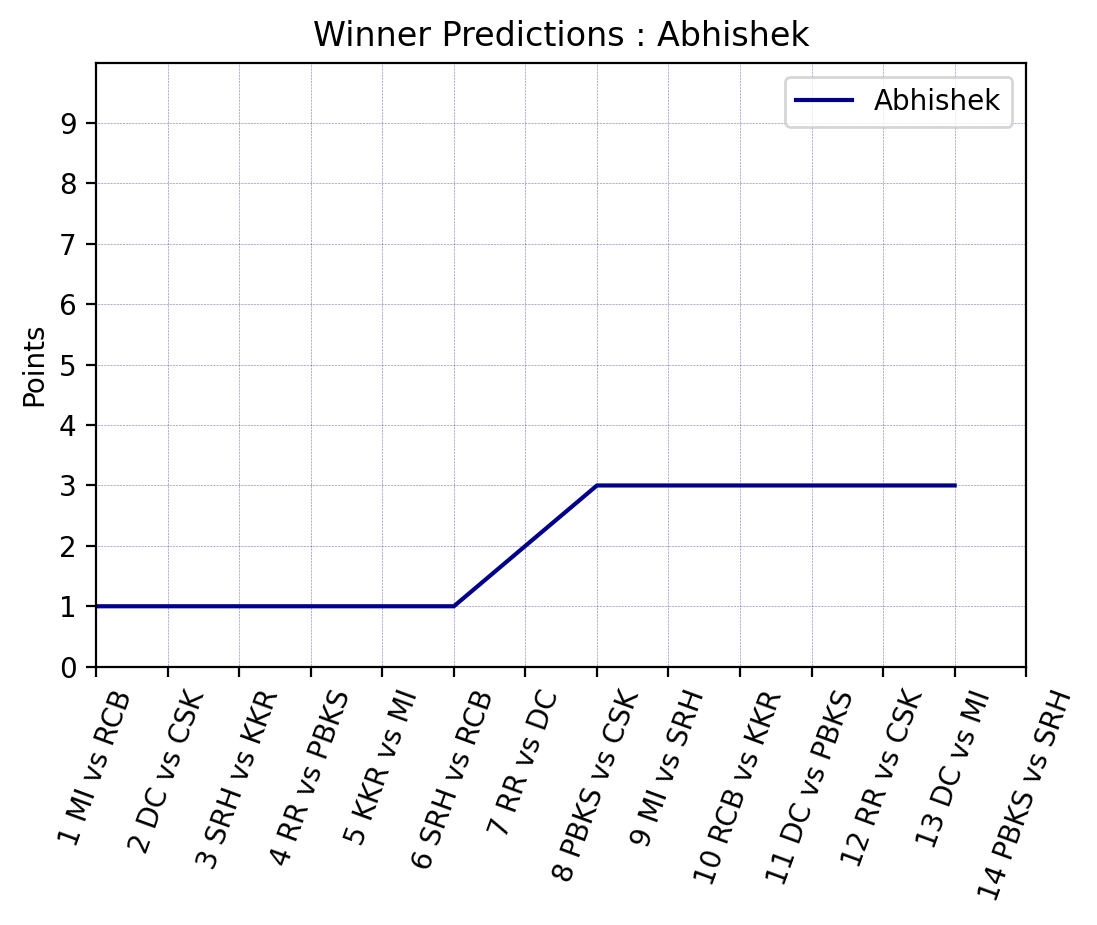 Winner Predictions : Abhishek
Abhishek
Points
9
8
7
6
5
4
3
2
1
0
1 MI vs RCB
2 DC vs CSK
3 SRH vs KKR
4 RR vs PBKS
5 KKR vs MI
6 SRH vs RCB
7 RR vs DC
8 PBKS vs CSK
9 MI vs SRH
10 RCB vs KKR
11 DC vs PBKS
12 RR vs CSK
13 DC vs MI
14 PBKS vs SRH